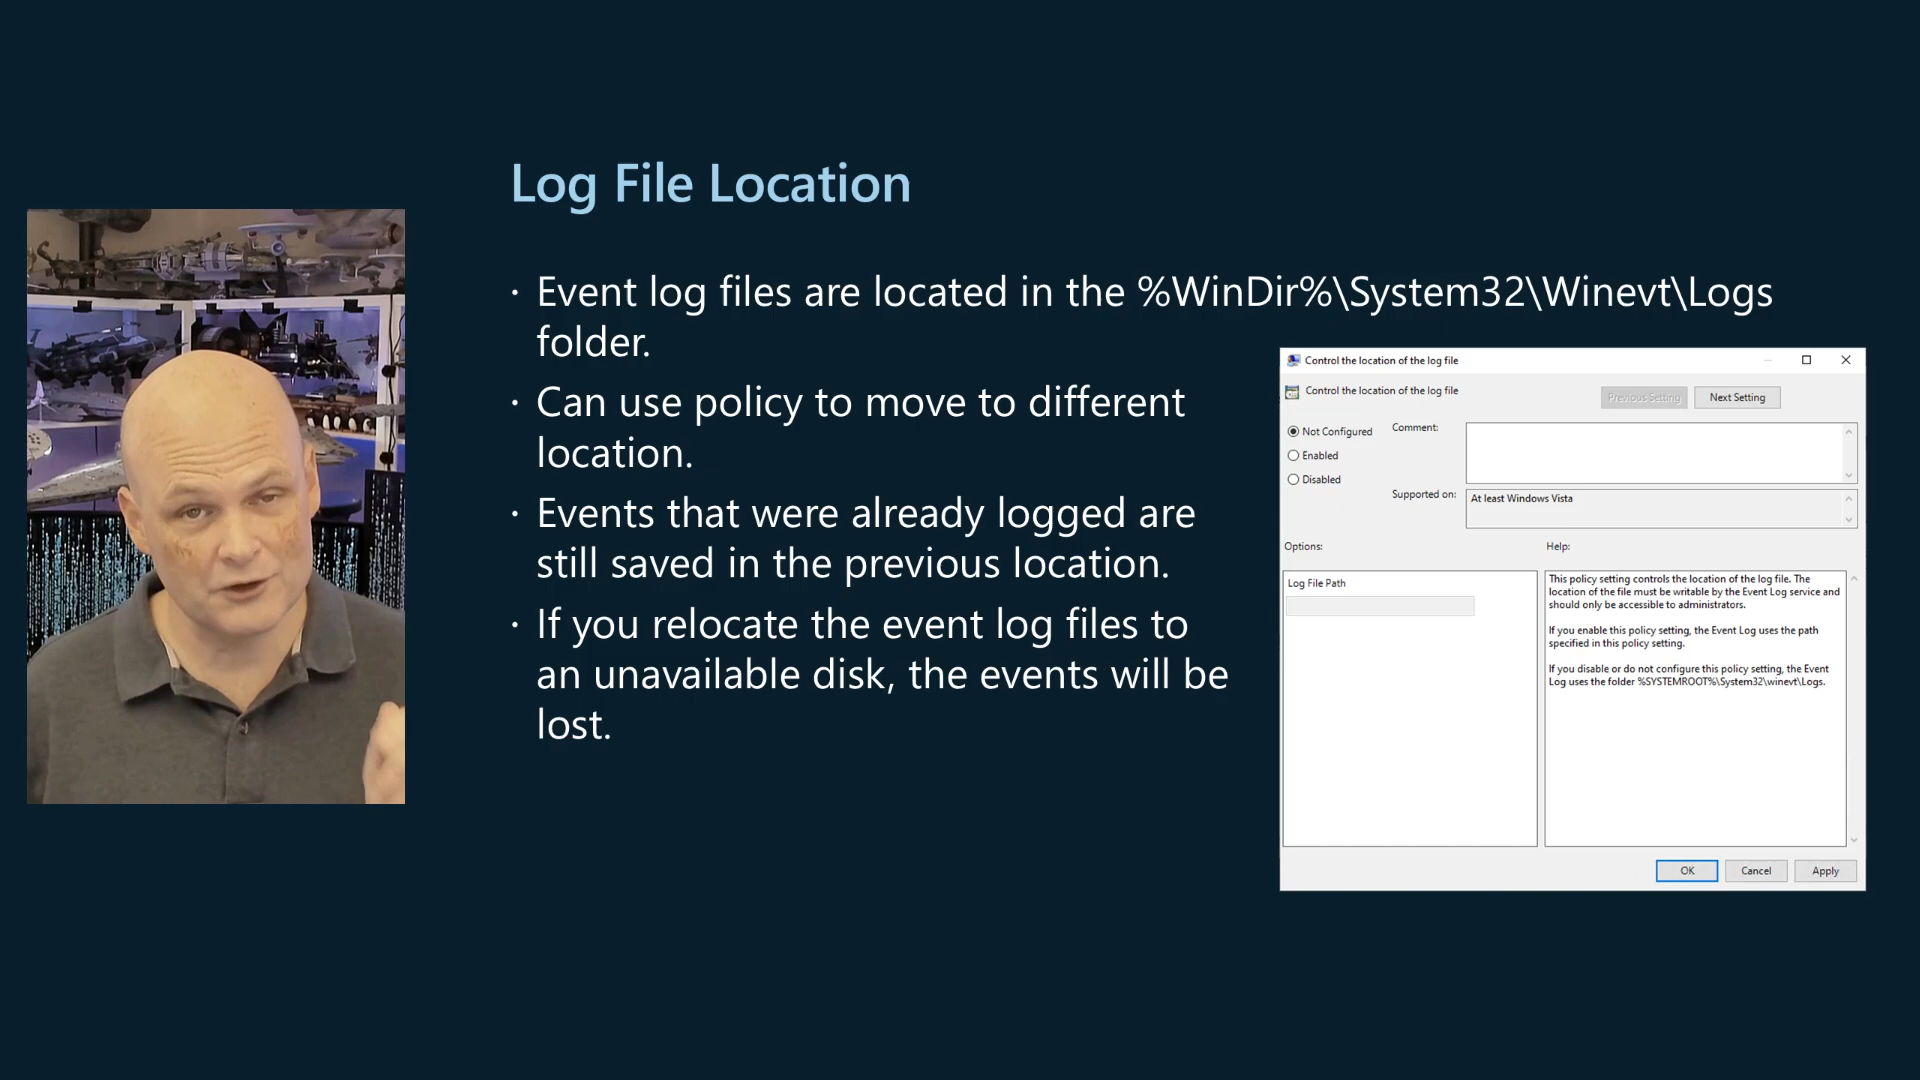 Log File Location
· Event log files are located in the %WinDir%\System32\Winevt\Logs
folder.
· Can use policy to move to different
location.
· Events that were already logged are
still saved in the previous location.
· If you relocate the event log files to
an unavailable disk, the events will be
lost.
Control the location of the log file
Control the location of the log file
Previous Setting
Next Setting
Not Configured
Enabled
Disabled
Comment:
Supported on:
At least Windows Vista
Options:
Help:
Log File Path
This policy setting controls the location of the log file. The
location of the file must be writable by the Event Log service and
should only be accessible to administrators.
If you enable this policy setting, the Event Log uses the path
specified in this policy setting.
If you disable or do not configure this policy setting, the Event
Log uses the folder %SYSTEMROOT%\System32\winevt\Logs.
OK
Cancel
Apply